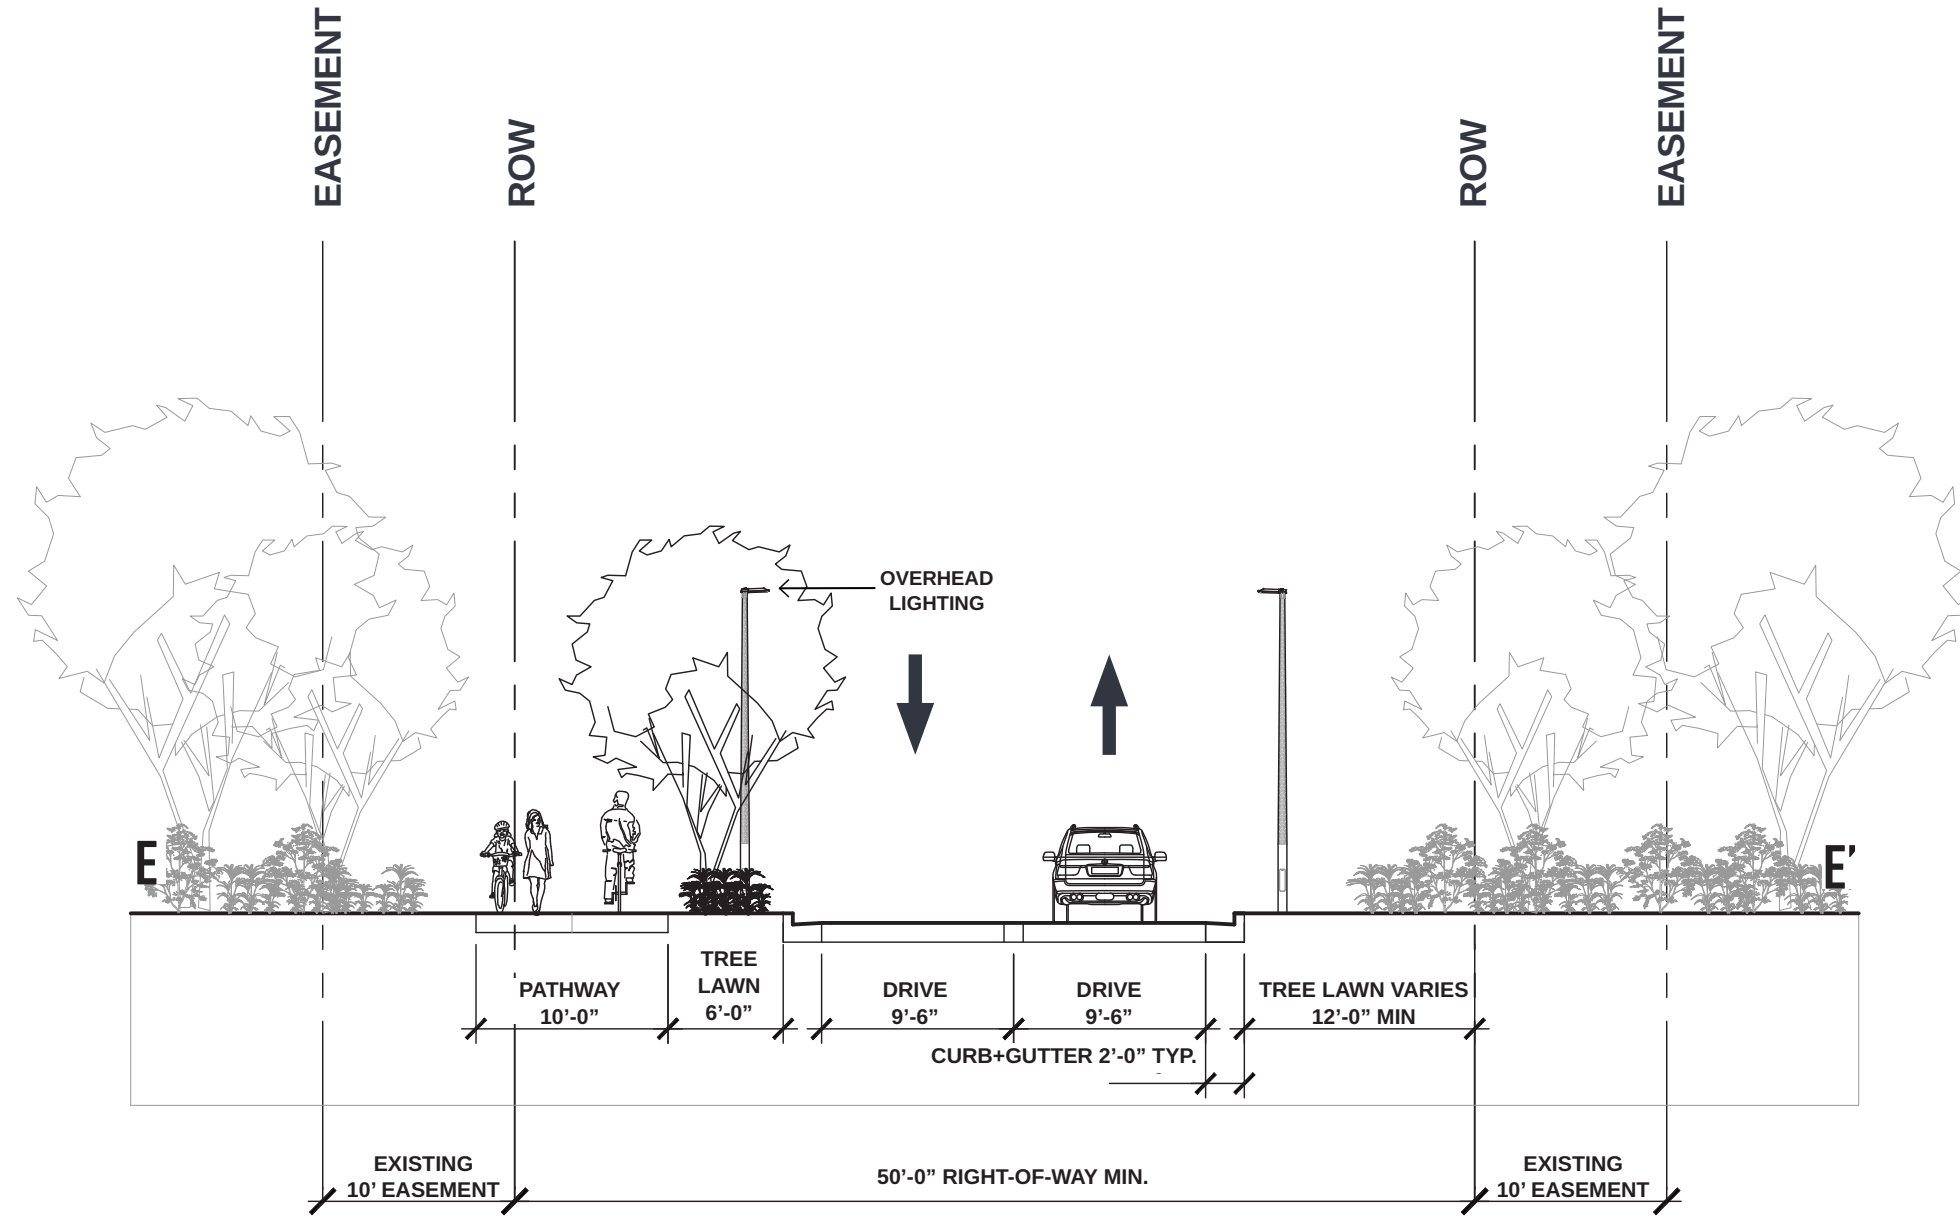 EASEMENT
ROW
ROW
EASEMENT
OVERHEAD
LIGHTING
E
E’
TREE
LAWN
6’-0”
PATHWAY
10’-0”
DRIVE
9’-6”
DRIVE
9’-6”
TREE LAWN VARIES
12’-0” MIN
CURB+GUTTER 2’-0” TYP.
EXISTING
10’ EASEMENT
50’-0” RIGHT-OF-WAY MIN.
EXISTING
10’ EASEMENT